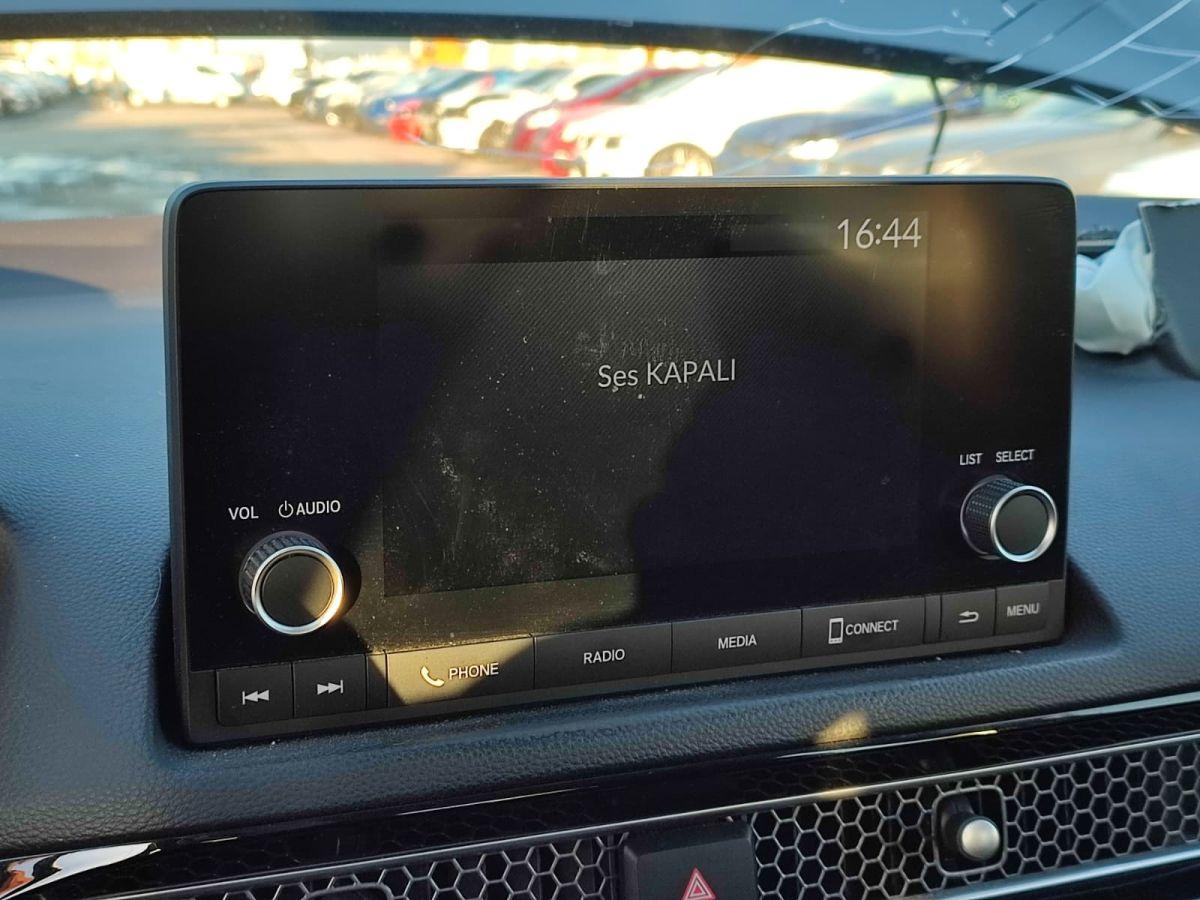 16:44
Ses KAPALI
LIST SELECT
VOL AUDIO
PHONE
RADIO
MEDIA
CONNECT
MENU